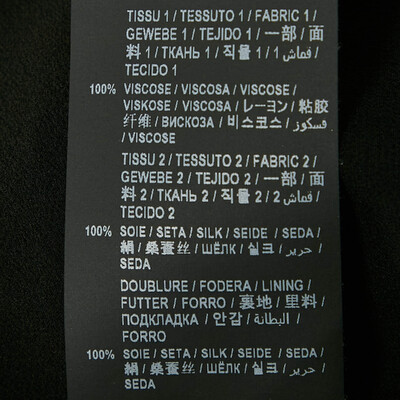 TISSU 1 / TESSUTO 1 / FABRIC 1 /
GEWEBE 1 / TEJIDO 1 / 一部 / 面
料 1 / ТКАНЬ 1 / 직물 1 / 1 قماش /
TECIDO 1
100% VISCOSE / VISCOSA / VISCOSE /
VISKOSE / VISCOSA / レーヨン / 粘胶
纤维 / ВИСКОЗА / 비스코스 / فسكوز
/ VISCOSE
TISSU 2 / TESSUTO 2 / FABRIC 2 /
GEWEBE 2 / TEJIDO 2 / 一部 / 面
料 2 / ТКАНЬ 2 / 직물 2 / 2 قماش /
TECIDO 2
100% SOIE / SETA / SILK / SEIDE / SEDA /
絹 / 桑蚕丝 / ШЁЛК / 실크 / حرير /
SEDA
DOUBLURE / FODERA / LINING /
FUTTER / FORRO / 裏地 / 里料 /
ПОДКЛАДКА / 안감 / البطانة /
FORRO
100% SOIE / SETA / SILK / SEIDE / SEDA /
絹 / 桑蚕丝 / ШЁЛК / 실크 / حرير /
SEDA